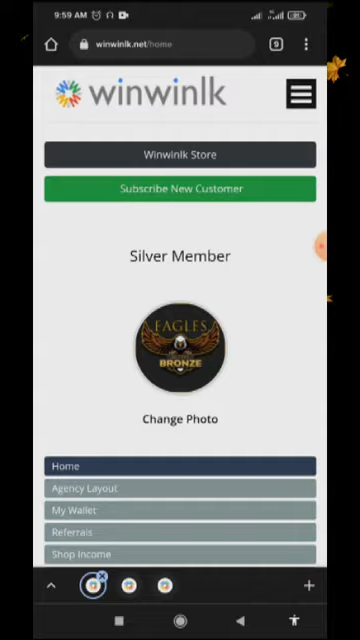 9:59 AM
winwinlk.net/home
9
winwinlk
Winwinlk Store
Subscribe New Customer
Silver Member
EAGLES
BRONZE
Change Photo
Home
Agency Layout
My Wallet
Referrals
Shop Income